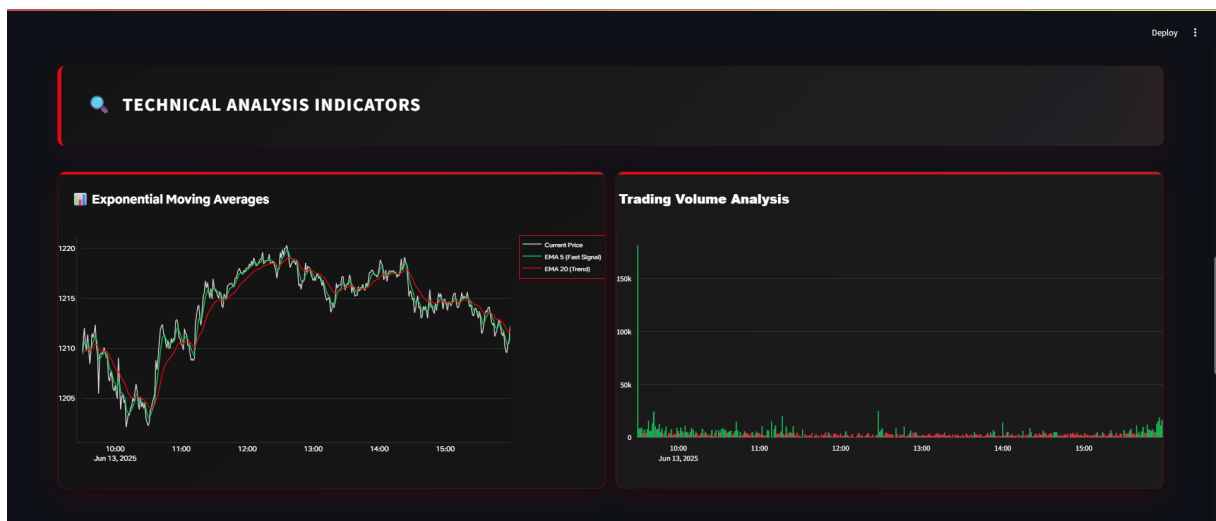 Deploy
TECHNICAL ANALYSIS INDICATORS
Exponential Moving Averages
1220
1215
1210
1205
10:00
11:00
12:00
13:00
14:00
15:00
Jun 13, 2025
Current Price
EMA 5 (Fast Signal)
EMA 20 (Trend)
Trading Volume Analysis
150k
100k
50k
0
10:00
11:00
12:00
13:00
14:00
15:00
Jun 13, 2025